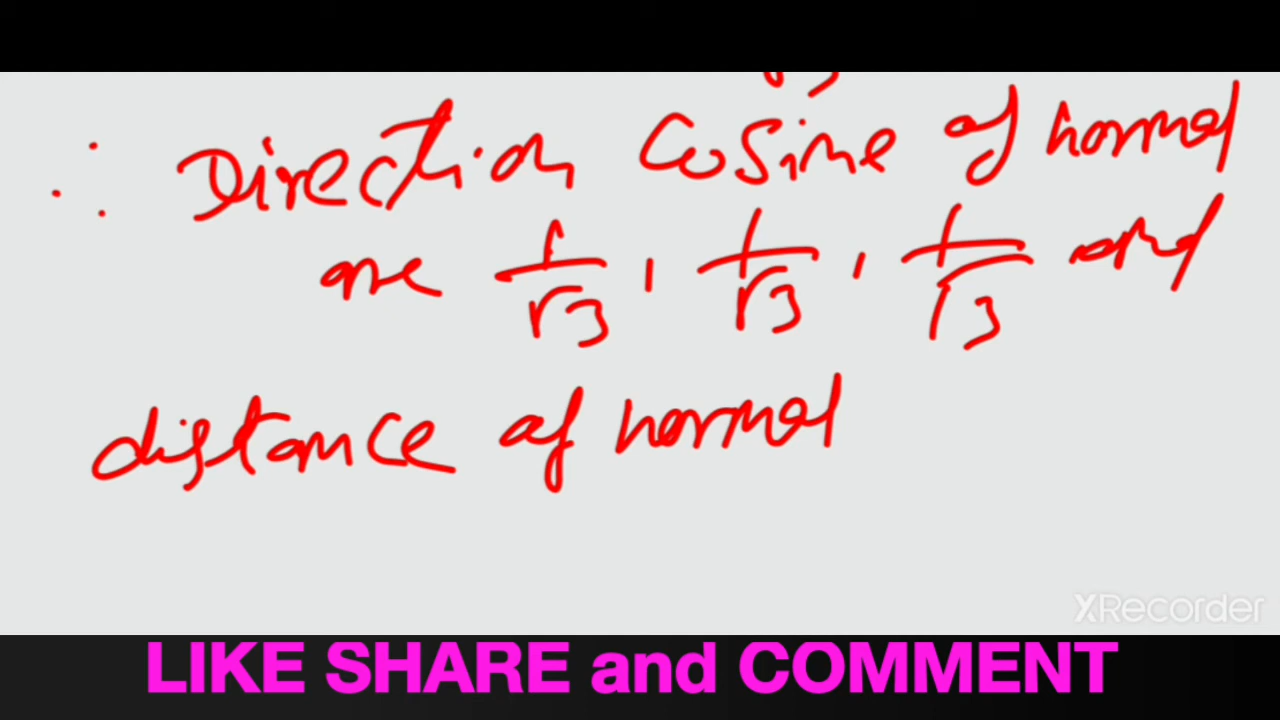 ∴ Direction Cosine of normal
are 1/√3, 1/√3, 1/√3 and
distance of normal
XRecorder
LIKE SHARE and COMMENT